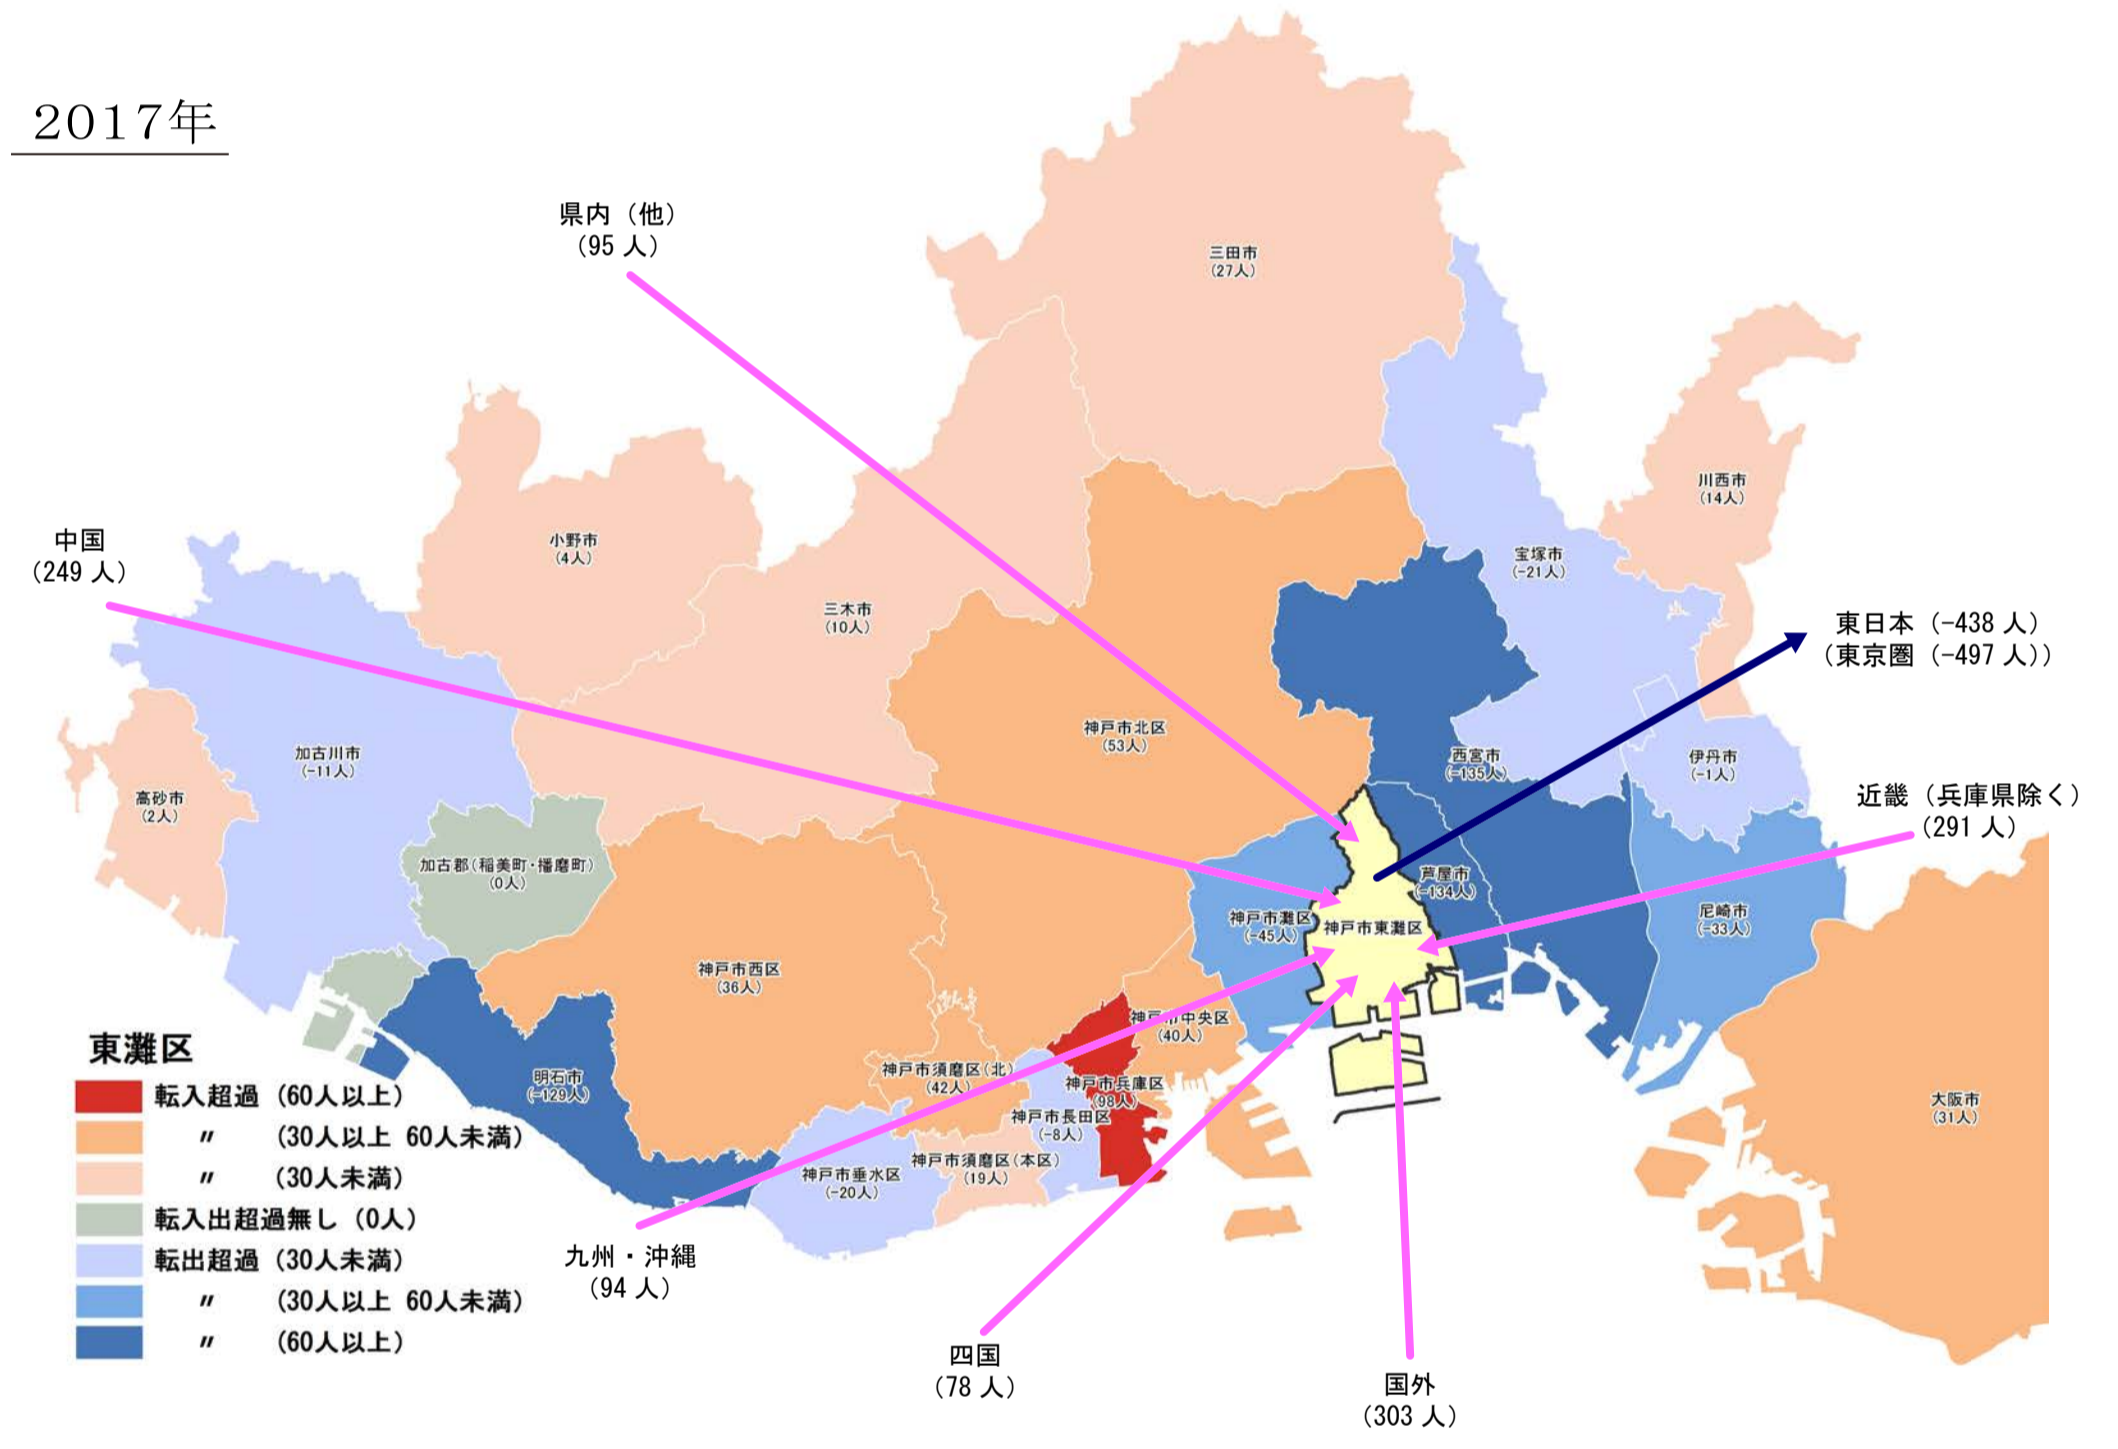 2017年
県内（他）
（95 人）
三田市
(27人)
川西市
(14人)
中国
（249 人）
小野市
(4人)
宝塚市
(-21人)
三木市
(10人)
東日本（-438 人）
（東京圏（-497 人））
神戸市北区
(53人)
加古川市
(-11人)
西宮市
(-135人)
伊丹市
(-1人)
高砂市
(2人)
近畿（兵庫県除く）
（291 人）
加古郡(稲美町・播磨町)
(0人)
芦屋市
(-134人)
神戸市灘区
(-45人)
神戸市東灘区
尼崎市
(-33人)
神戸市西区
(36人)
神戸市中央区
(40人)
神戸市須磨区(北)
(42人)
明石市
(-129人)
神戸市兵庫区
(98人)
大阪市
(31人)
神戸市長田区
(-8人)
神戸市須磨区(本区)
(19人)
神戸市垂水区
(-20人)
東灘区
転入超過（60人以上）
〃 （30人以上 60人未満）
〃 （30人未満）
転入出超過無し（0人）
転出超過（30人未満）
〃 （30人以上 60人未満）
〃 （60人以上）
九州・沖縄
（94 人）
四国
（78 人）
国外
（303 人）